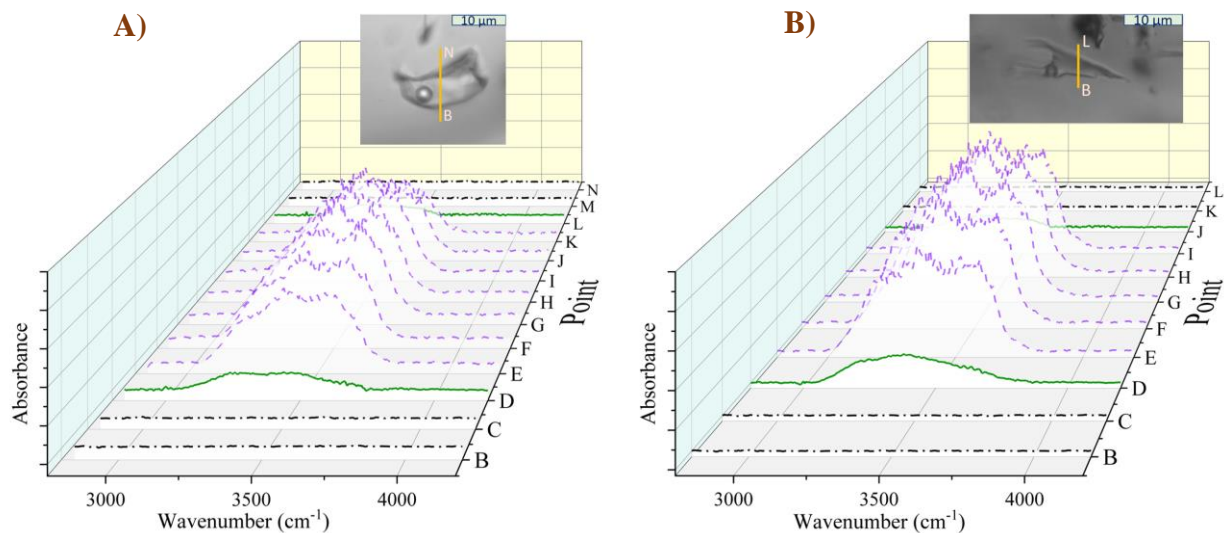 A)
10 µm
N
B
N
M
L
K
J
I
H
G
F
E
D
C
B
Point
Absorbance
3000
3500
4000
Wavenumber (cm-1)
B)
10 µm
L
B
L
K
J
I
H
G
F
E
D
C
B
Point
Absorbance
3000
3500
4000
Wavenumber (cm-1)